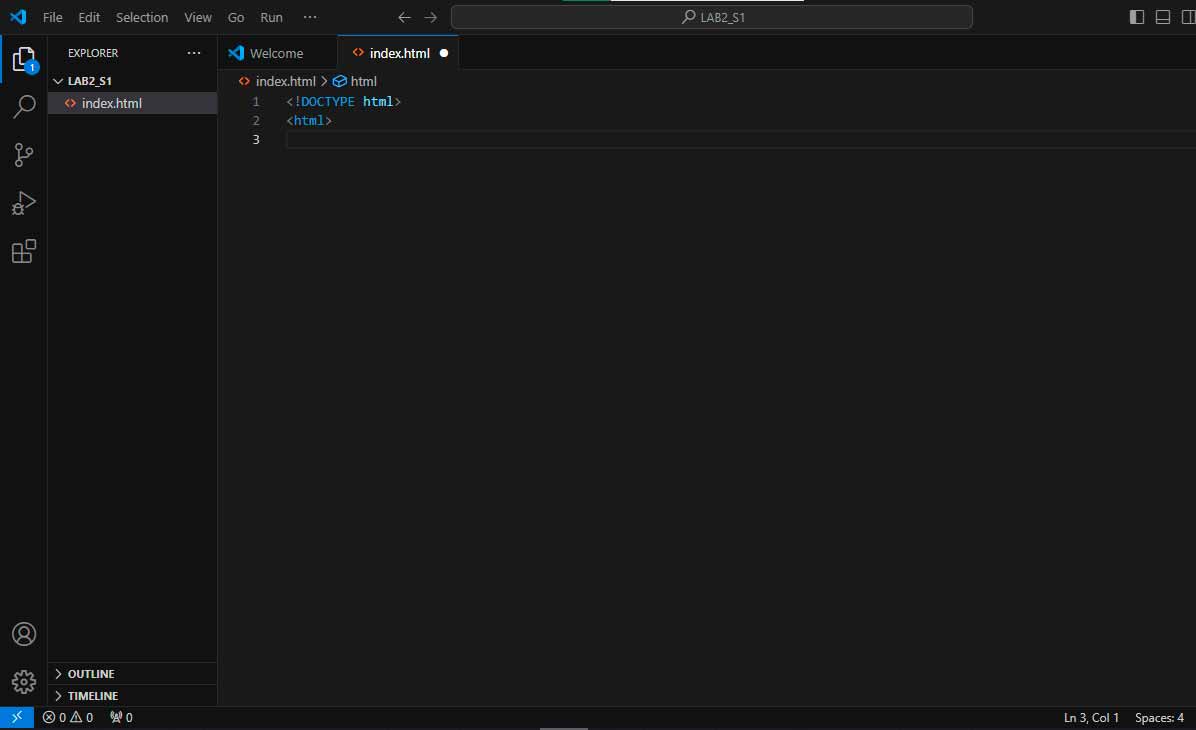 File Edit Selection View Go Run ··· ← → LAB2_S1
EXPLORER ···
LAB2_S1
index.html
Welcome index.html ●
index.html > html
1 <!DOCTYPE html>
2 <html>
3
1
OUTLINE
TIMELINE
0 0 0 Ln 3, Col 1 Spaces: 4